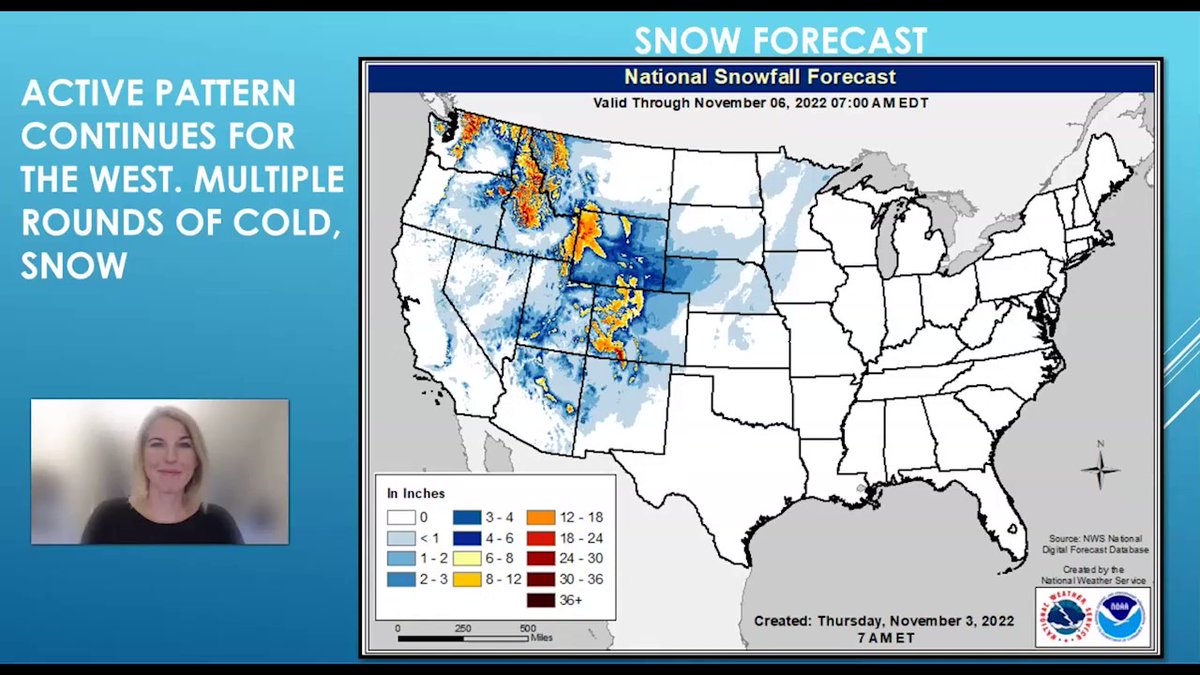 SNOW FORECAST
ACTIVE PATTERN
CONTINUES FOR
THE WEST. MULTIPLE
ROUNDS OF COLD,
SNOW
National Snowfall Forecast
Valid Through November 06, 2022 07:00 AM EDT
In Inches
0
< 1
1 - 2
2 - 3
3 - 4
4 - 6
6 - 8
8 - 12
12 - 18
18 - 24
24 - 30
30 - 36
36+
0 250 500
Miles
N
Source: NWS National
Digital Forecast Database
Created by the
National Weather Service
Created: Thursday, November 3, 2022
7 AM ET
NATIONAL WEATHER SERVICE
NOAA